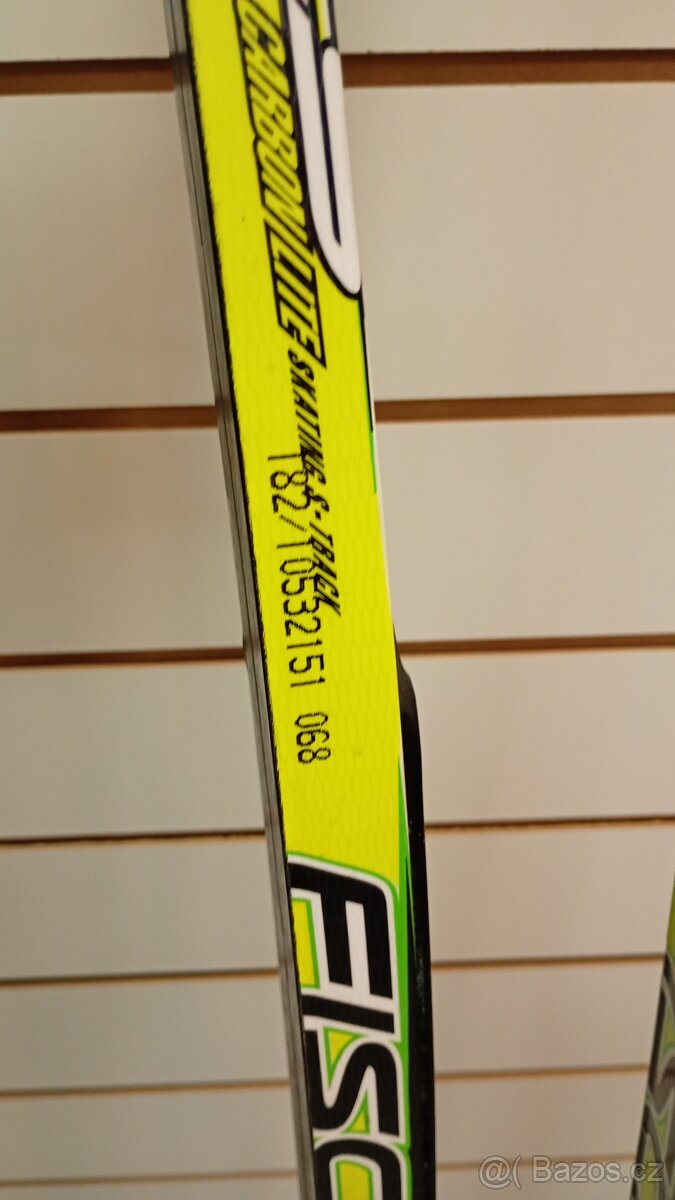 CARBONLITE SKATING S-TRACK
182/10532151 068
FISC
@( Bazos.cz